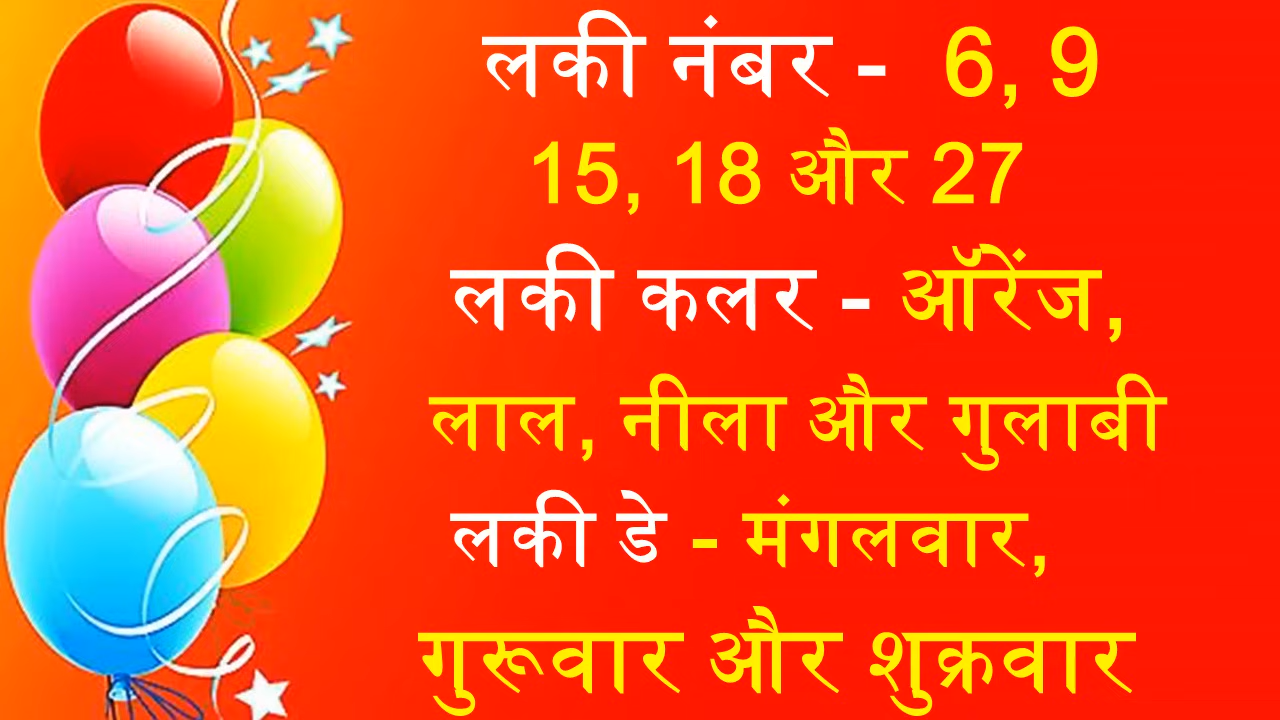 लकी नंबर - 6, 9
15, 18 और 27
लकी कलर - ऑरेंज,
लाल, नीला और गुलाबी
लकी डे - मंगलवार,
गुरूवार और शुक्रवार